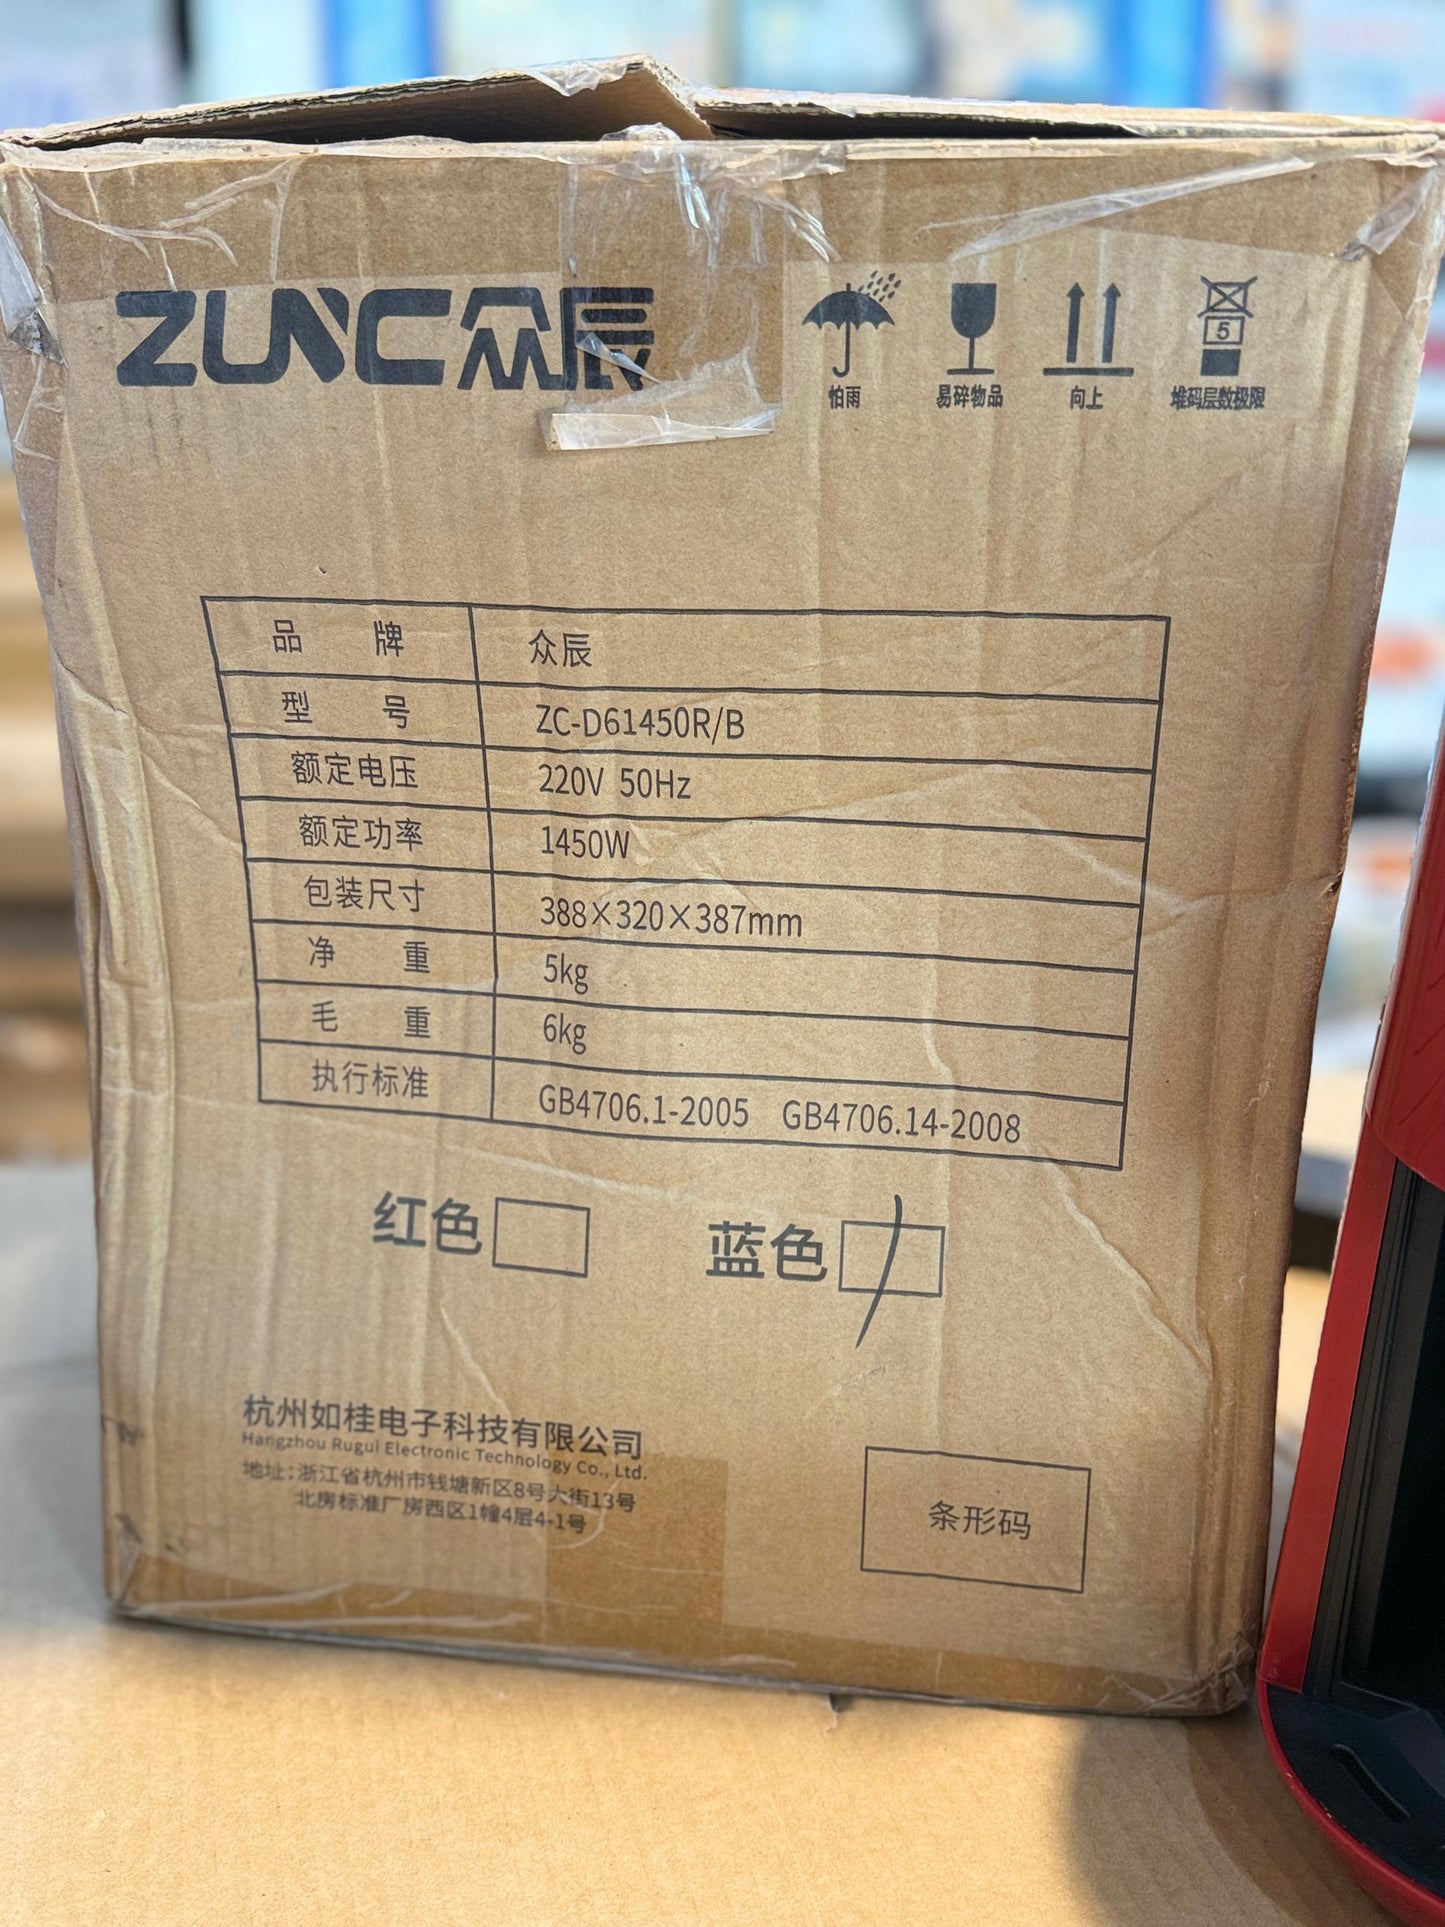 ZUNC众辰
怕雨 易碎物品 向上 5 堆码层数极限
品 牌 众辰
型 号 ZC-D61450R/B
额定电压 220V 50Hz
额定功率 1450W
包装尺寸 388×320×387mm
净 重 5kg
毛 重 6kg
执行标准 GB4706.1-2005 GB4706.14-2008
红色 蓝色
杭州如桂电子科技有限公司
Hangzhou Rugui Electronic Technology Co., Ltd.
地址：浙江省杭州市钱塘新区8号大街13号
北房标准厂房西区1幢4层4-1号
条形码